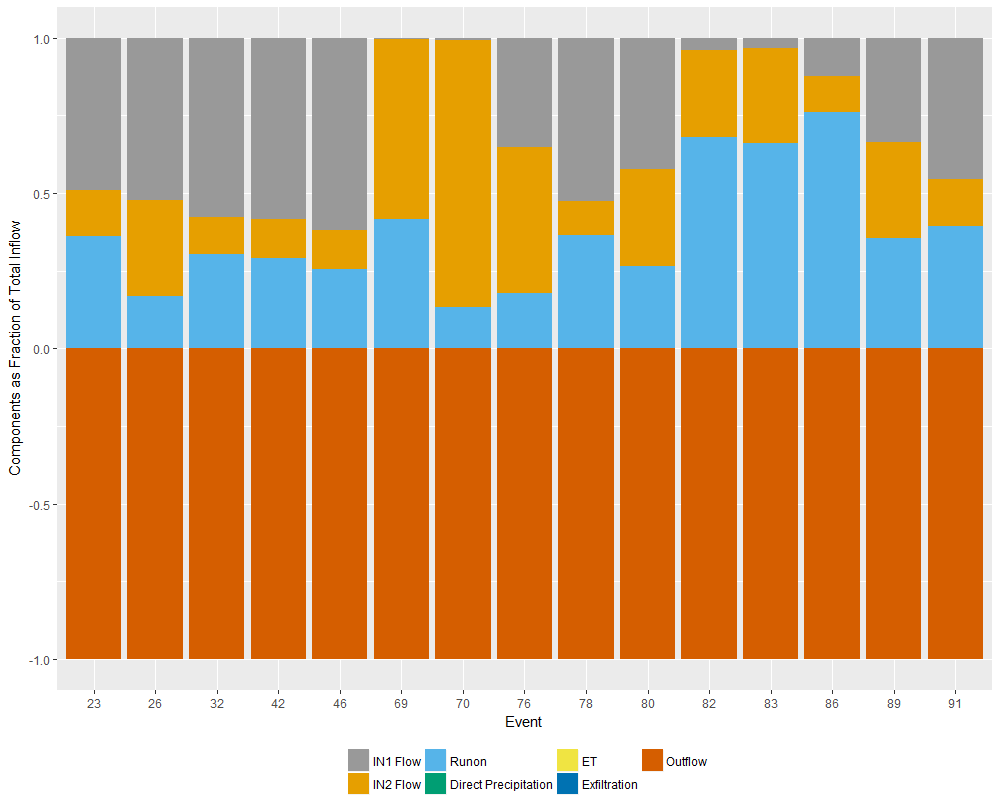 Components as Fraction of Total Inflow
1.0
0.5
0.0
-0.5
-1.0
23 26 32 42 46 69 70 76 78 80 82 83 86 89 91
Event
IN1 Flow Runon ET Outflow
IN2 Flow Direct Precipitation Exfiltration